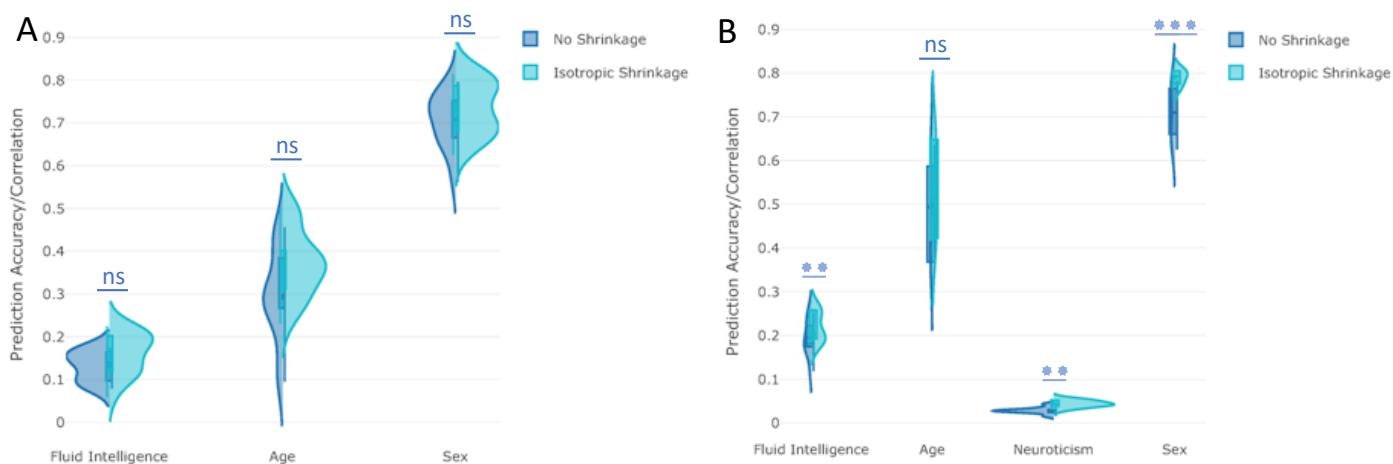 A
ns
ns
ns
No Shrinkage
Isotropic Shrinkage
Prediction Accuracy/Correlation
0.9
0.8
0.7
0.6
0.5
0.4
0.3
0.2
0.1
0
Fluid Intelligence
Age
Sex
B
**
ns
**
***
No Shrinkage
Isotropic Shrinkage
Prediction Accuracy/Correlation
0.9
0.8
0.7
0.6
0.5
0.4
0.3
0.2
0.1
0
Fluid Intelligence
Age
Neuroticism
Sex